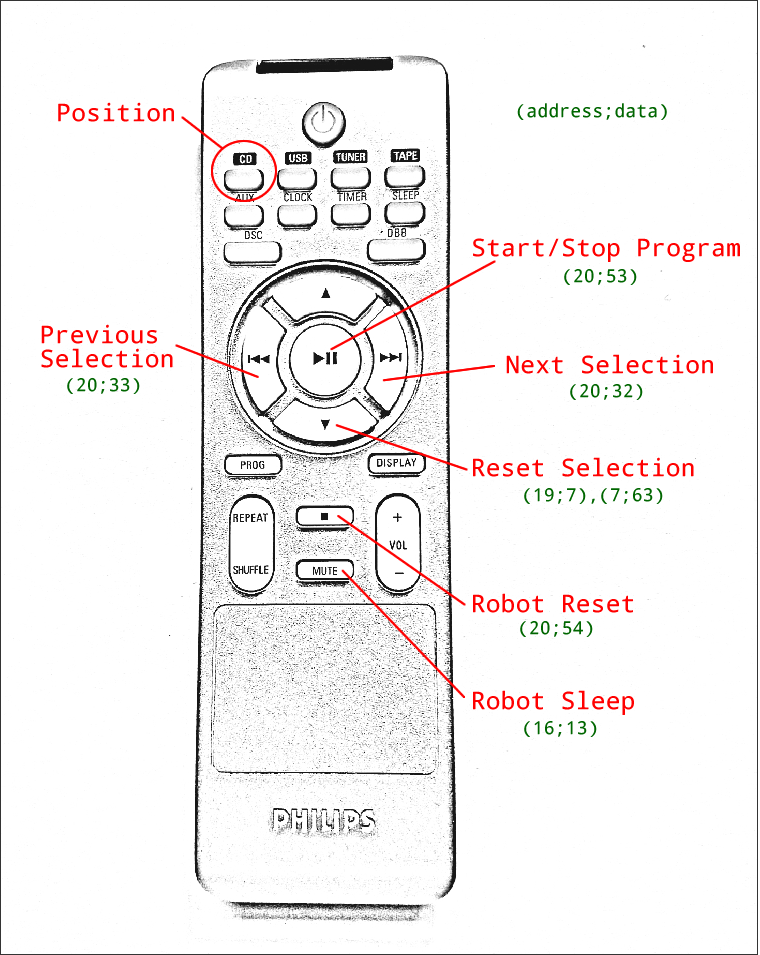 Position
(address;data)
CD
USB
TUNER
TAPE
AUX
CLOCK
TIMER
SLEEP
DSC
DBB
Start/Stop Program
(20;53)
Previous
Selection
(20;33)
Next Selection
(20;32)
PROG
DISPLAY
Reset Selection
(19;7),(7;63)
REPEAT
+
VOL
SHUFFLE
MUTE
−
Robot Reset
(20;54)
Robot Sleep
(16;13)
PHILIPS